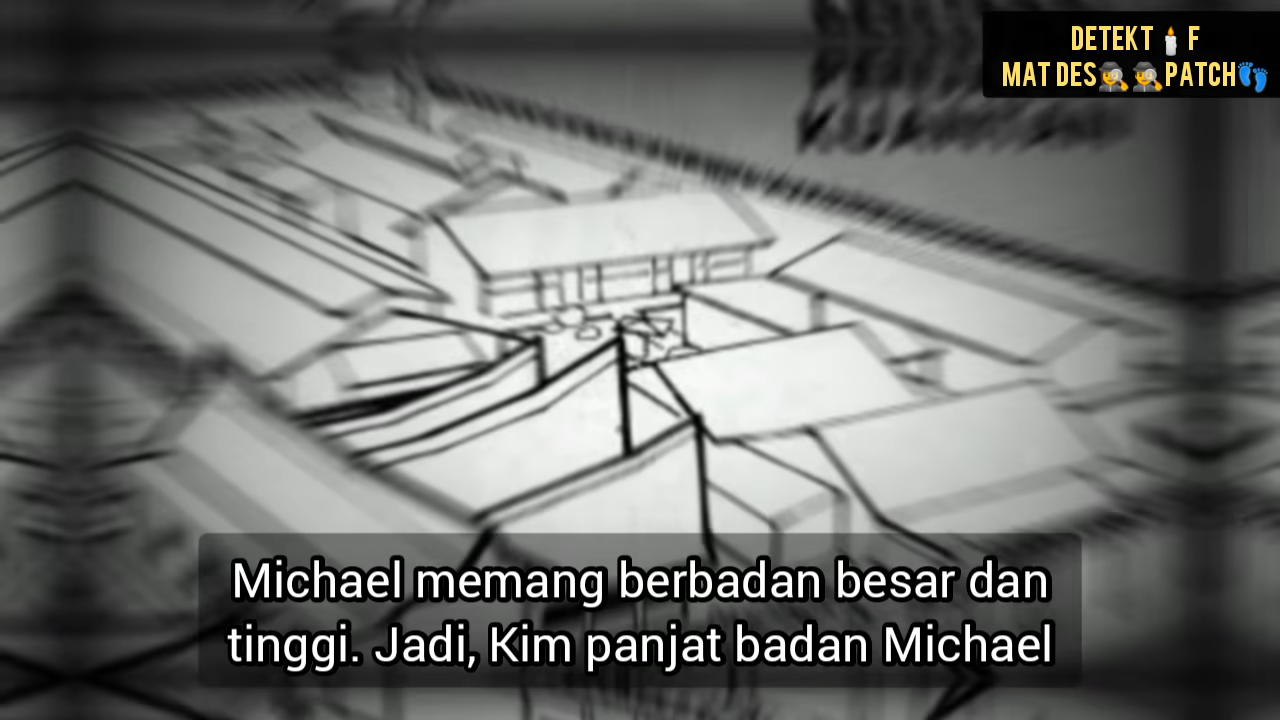 DETEKT🕯️F
MAT DES🕵️🕵️PATCH👣
Michael memang berbadan besar dan
tinggi. Jadi, Kim panjat badan Michael